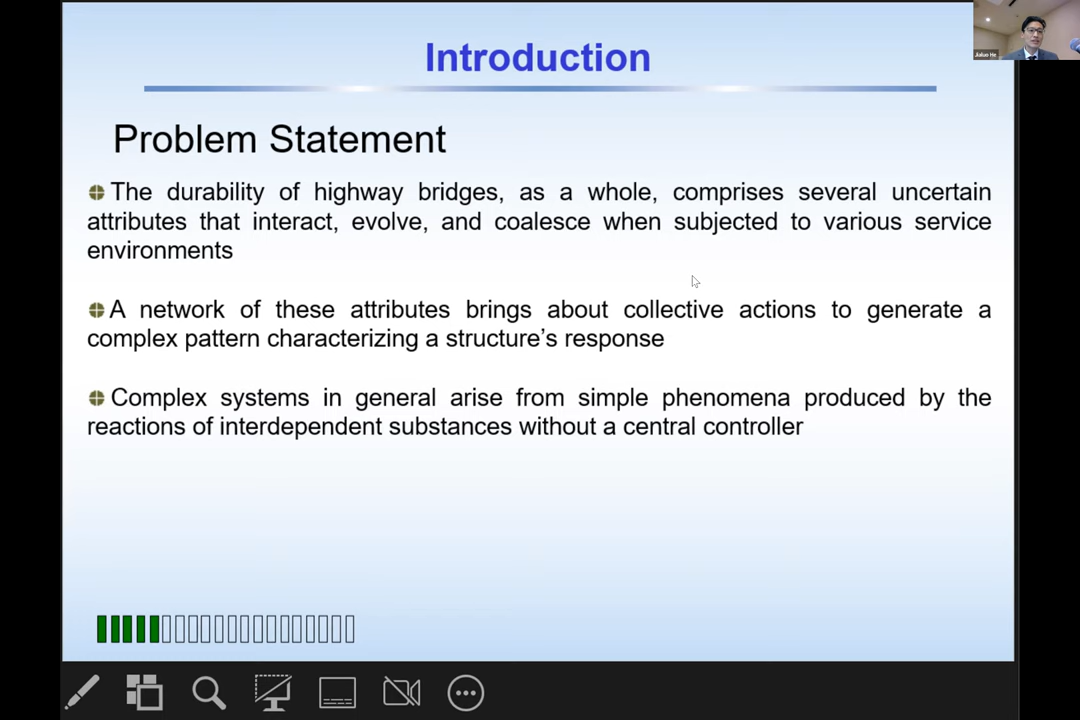 Introduction
Jialuo He
Problem Statement
The durability of highway bridges, as a whole, comprises several uncertain
attributes that interact, evolve, and coalesce when subjected to various service
environments
A network of these attributes brings about collective actions to generate a
complex pattern characterizing a structure’s response
Complex systems in general arise from simple phenomena produced by the
reactions of interdependent substances without a central controller